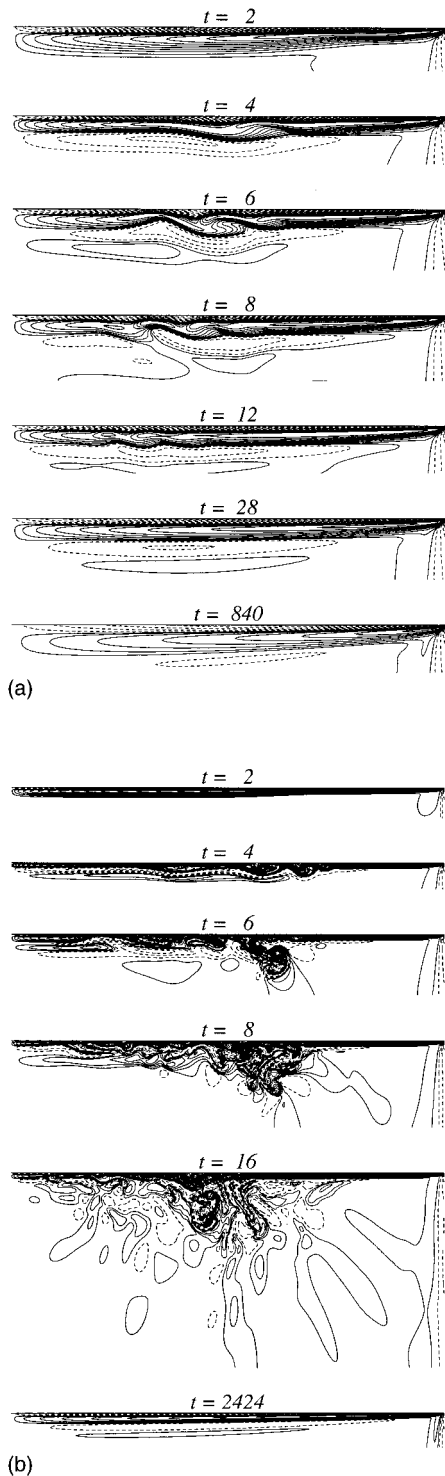 t = 2
t = 4
t = 6
t = 8
t = 12
t = 28
t = 840
(a)
t = 2
t = 4
t = 6
t = 8
t = 16
t = 2424
(b)